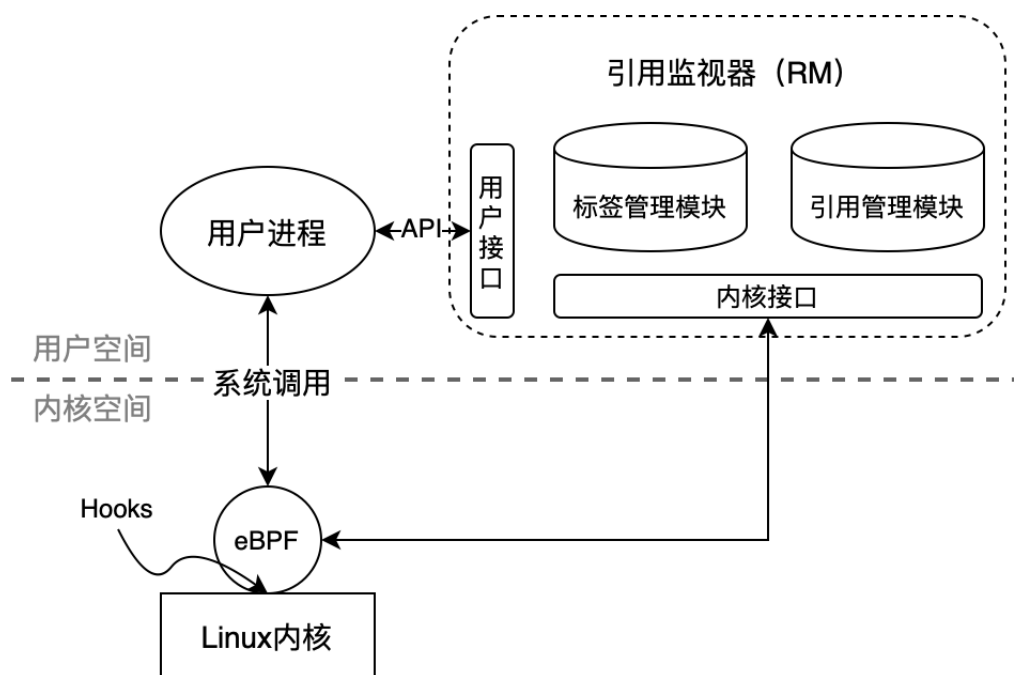 引用监视器（RM）
标签管理模块
引用管理模块
用户接口
用户进程
API
内核接口
用户空间
系统调用
内核空间
Hooks
eBPF
Linux内核